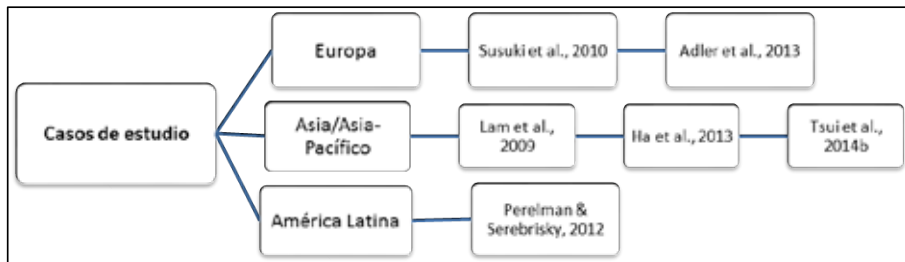 Europa
Susuki et al., 2010
Adler et al., 2013
Casos de estudio
Asia/Asia-
Pacífico
Lam et al.,
2009
Ha et al., 2013
Tsui et al.,
2014b
América Latina
Perelman &
Serebrisky, 2012